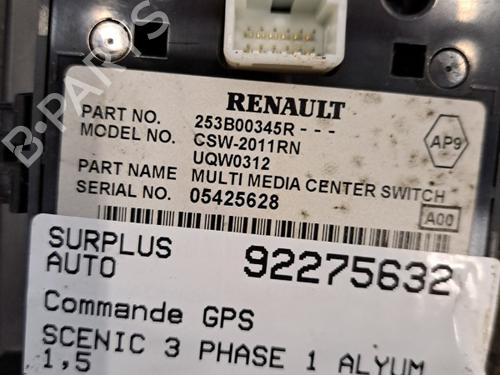 B-PARTS
RENAULT
PART NO. 253B00345R - - -
MODEL NO. CSW-2011RN
UQW0312
PART NAME MULTI MEDIA CENTER SWITCH
SERIAL NO. 05425628
AP9
A00
SURPLUS AUTO 92275632
Commande GPS
SCENIC 3 PHASE 1 ALYUM
1,5